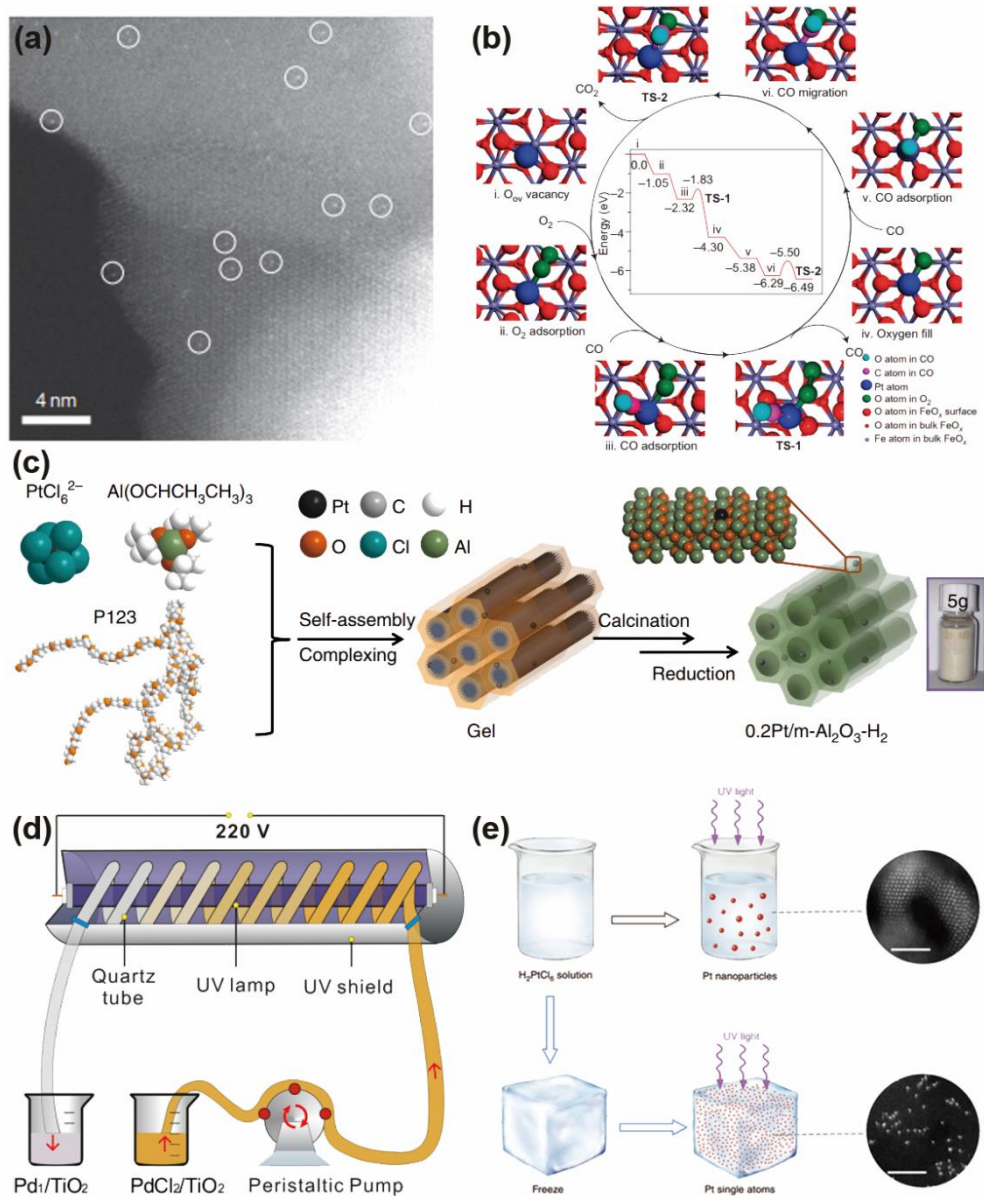 (a)
4 nm
(b)
TS-2
vi. CO migration
CO₂
i. Oₒᵥ vacancy
v. CO adsorption
O₂
CO
ii. O₂ adsorption
iv. Oxygen fill
CO
CO₂
iii. CO adsorption
TS-1
Energy (eV)
−2
−4
−6
i
0.0
ii
−1.05
iii
−2.32
−1.83
TS-1
iv
−4.30
v
−5.38
vi
−6.29
−5.50
TS-2
−6.49
O atom in CO
C atom in CO
Pt atom
O atom in O₂
O atom in FeOₓ surface
O atom in bulk FeOₓ
Fe atom in bulk FeOₓ
(c)
PtCl₆²⁻
Al(OCHCH₃CH₃)₃
P123
Pt
C
H
O
Cl
Al
Self-assembly
Complexing
Gel
Calcination
Reduction
0.2Pt/m-Al₂O₃-H₂
5g
(d)
220 V
Quartz tube
UV lamp
UV shield
Pd₁/TiO₂
PdCl₂/TiO₂
Peristaltic Pump
(e)
UV light
H₂PtCl₆ solution
Pt nanoparticles
UV light
Freeze
Pt single atoms